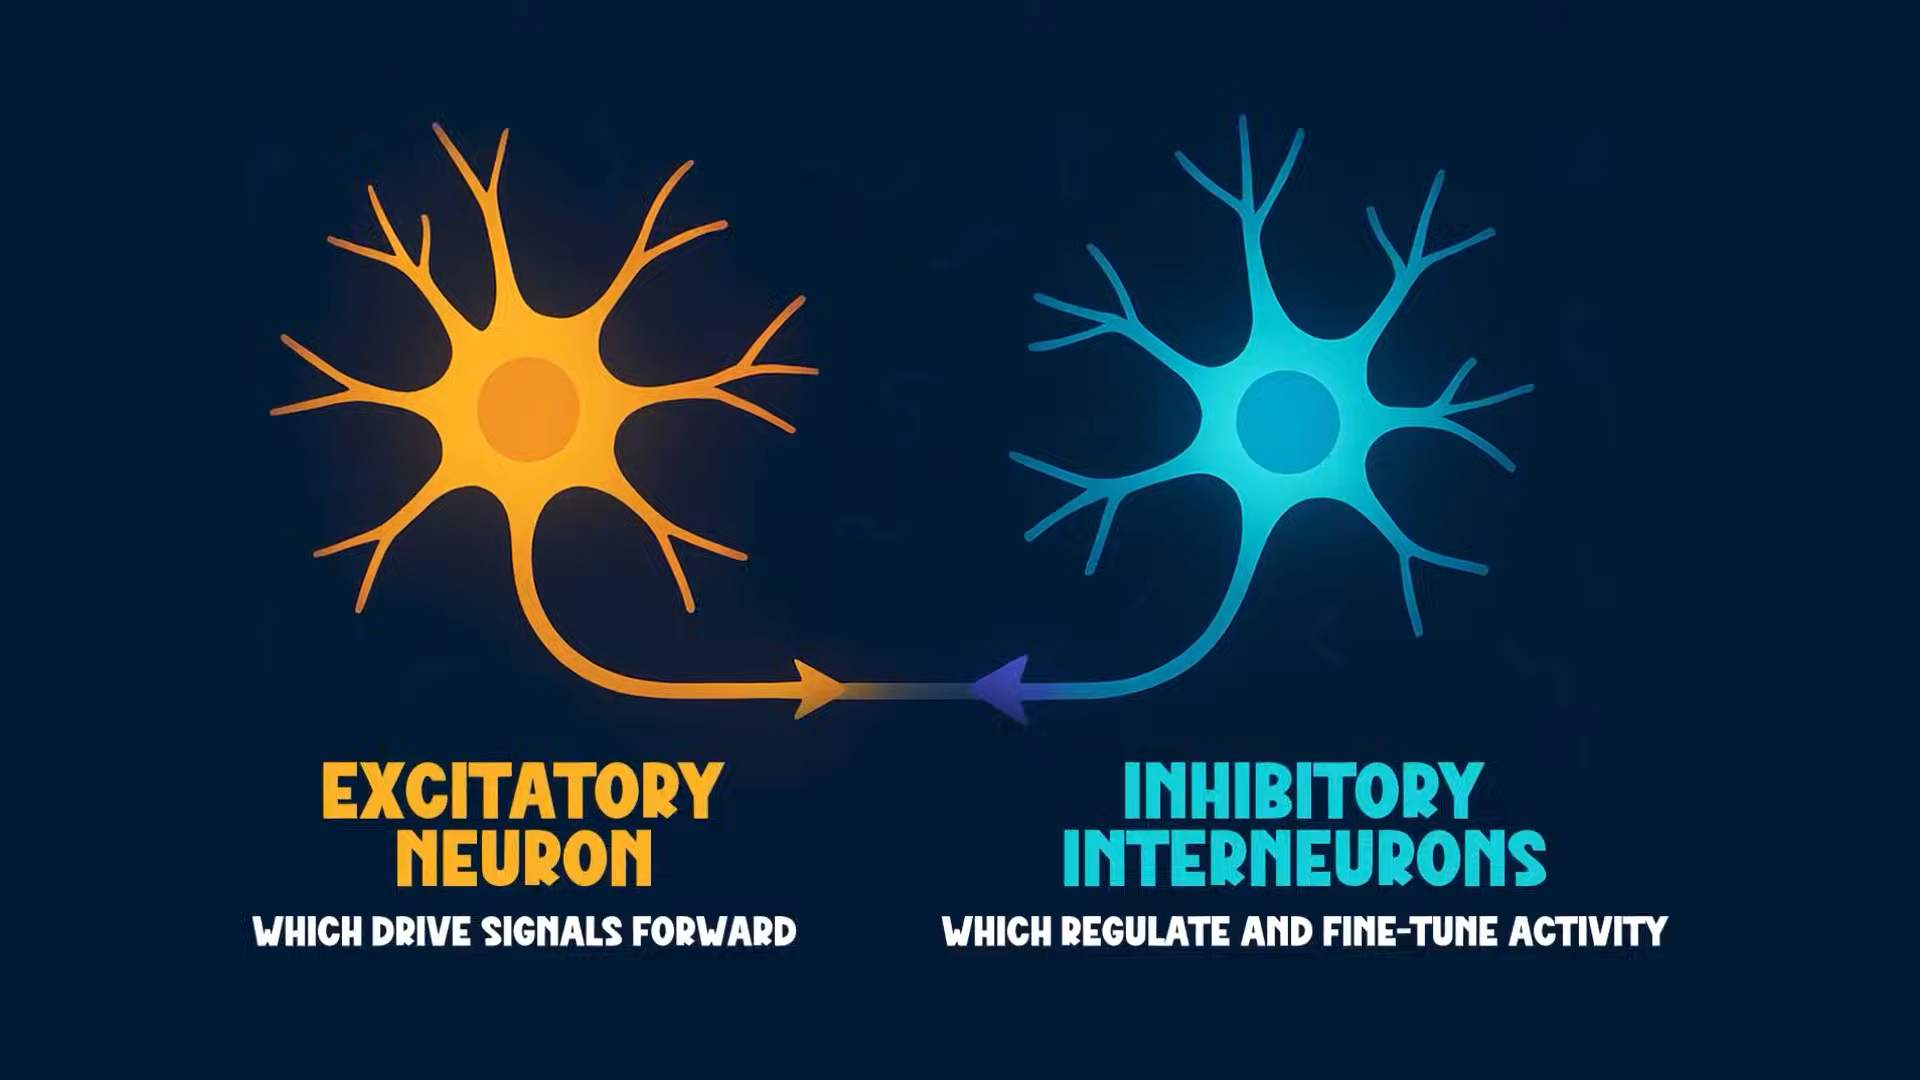 EXCITATORY
NEURON
WHICH DRIVE SIGNALS FORWARD
INHIBITORY
INTERNEURONS
WHICH REGULATE AND FINE-TUNE ACTIVITY